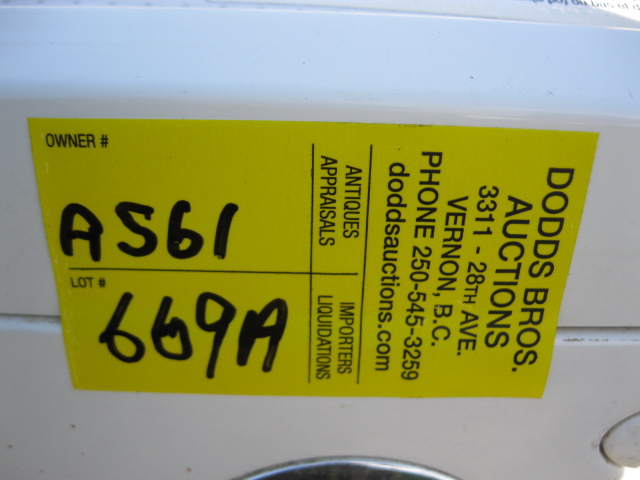 OWNER #
A561
LOT #
669A
DODDS BROS.
AUCTIONS
3311 - 28TH AVE.
VERNON, B.C.
PHONE 250-545-3259
doddsauctions.com
ANTIQUES
APPRAISALS
IMPORTERS
LIQUIDATIONS